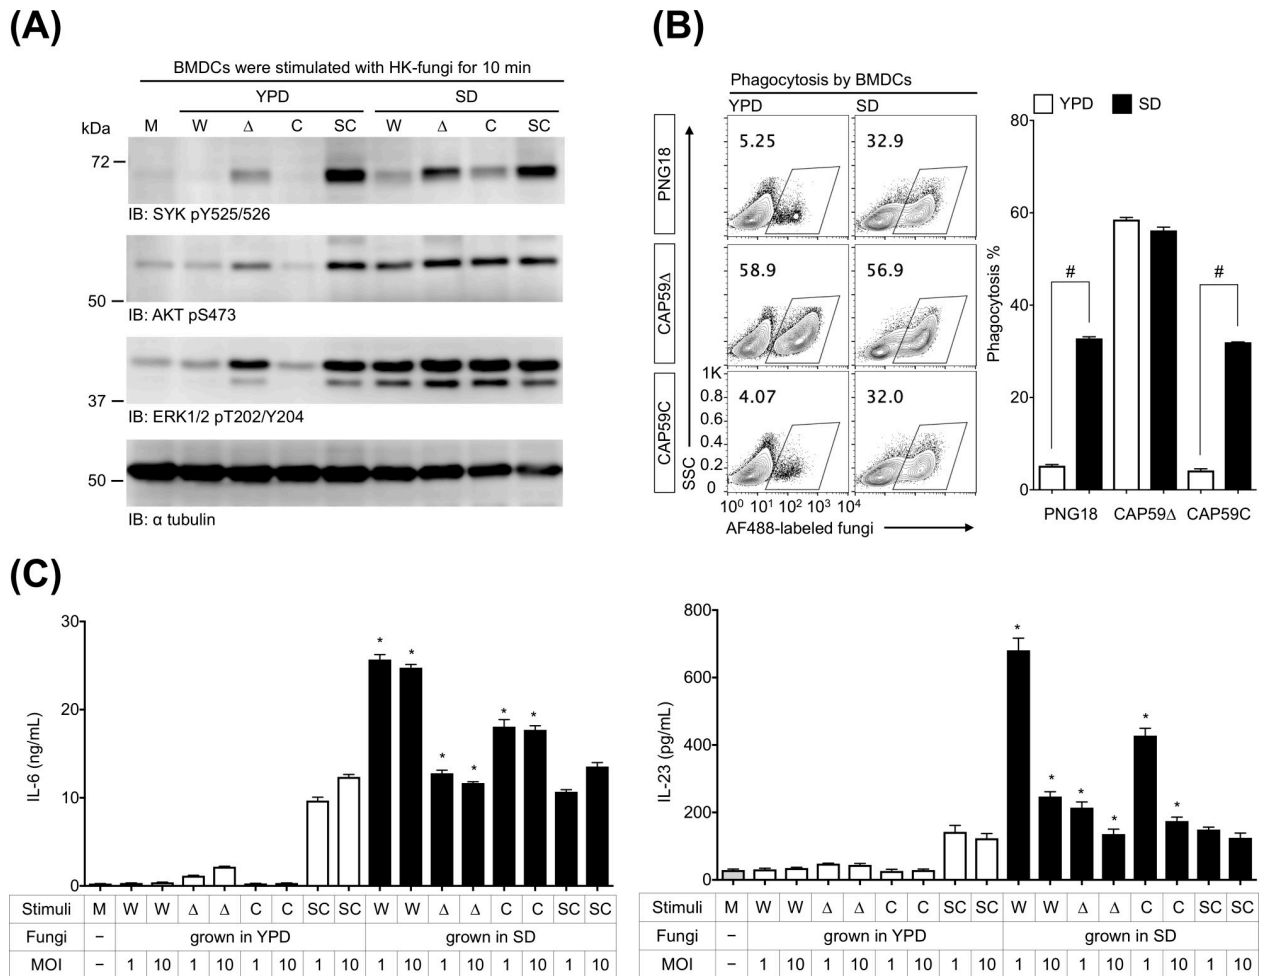 (A)
BMDCs were stimulated with HK-fungi for 10 min
YPD SD
kDa M W Δ C SC W Δ C SC
72
IB: SYK pY525/526
50
IB: AKT pS473
37
IB: ERK1/2 pT202/Y204
50
IB: α tubulin
(B)
Phagocytosis by BMDCs
YPD SD
PNG18
5.25 32.9
CAP59Δ
58.9 56.9
CAP59C
4.07 32.0
SSC
1K
0.8
0.6
0.4
0.2
0
10⁰ 10¹ 10² 10³ 10⁴
AF488-labeled fungi
YPD SD
Phagocytosis %
80
60
40
20
0
# #
PNG18 CAP59Δ CAP59C
(C)
IL-6 (ng/mL)
30
20
10
0
* * * * * *
Stimuli M W W Δ Δ C C SC SC W W Δ Δ C C SC SC
Fungi – grown in YPD grown in SD
MOI – 1 10 1 10 1 10 1 10 1 10 1 10 1 10 1 10
IL-23 (pg/mL)
800
600
400
200
0
* * * * * *
Stimuli M W W Δ Δ C C SC SC W W Δ Δ C C SC SC
Fungi – grown in YPD grown in SD
MOI – 1 10 1 10 1 10 1 10 1 10 1 10 1 10 1 10